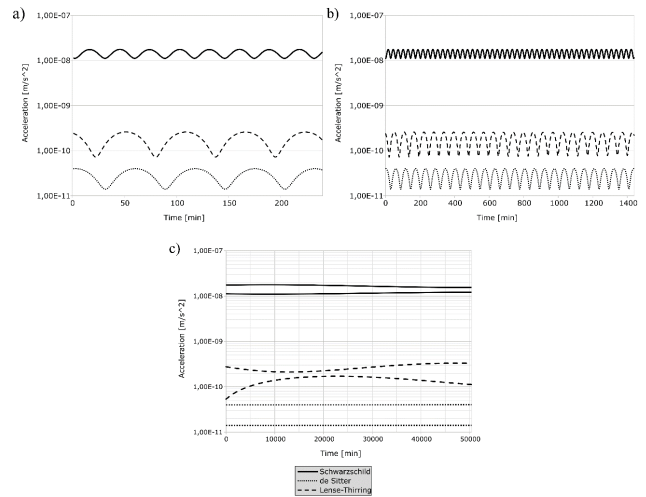 a)
1,00E-07
1,00E-08
1,00E-09
1,00E-10
1,00E-11
Acceleration [m/s^2]
0 50 100 150 200
Time [min]
b)
1,00E-07
1,00E-08
1,00E-09
1,00E-10
1,00E-11
Acceleration [m/s^2]
0 200 400 600 800 1000 1200 1400
Time [min]
c)
1,00E-07
1,00E-08
1,00E-09
1,00E-10
1,00E-11
Acceleration [m/s^2]
0 10000 20000 30000 40000 50000
Time [min]
Schwarzschild
de Sitter
Lense-Thirring